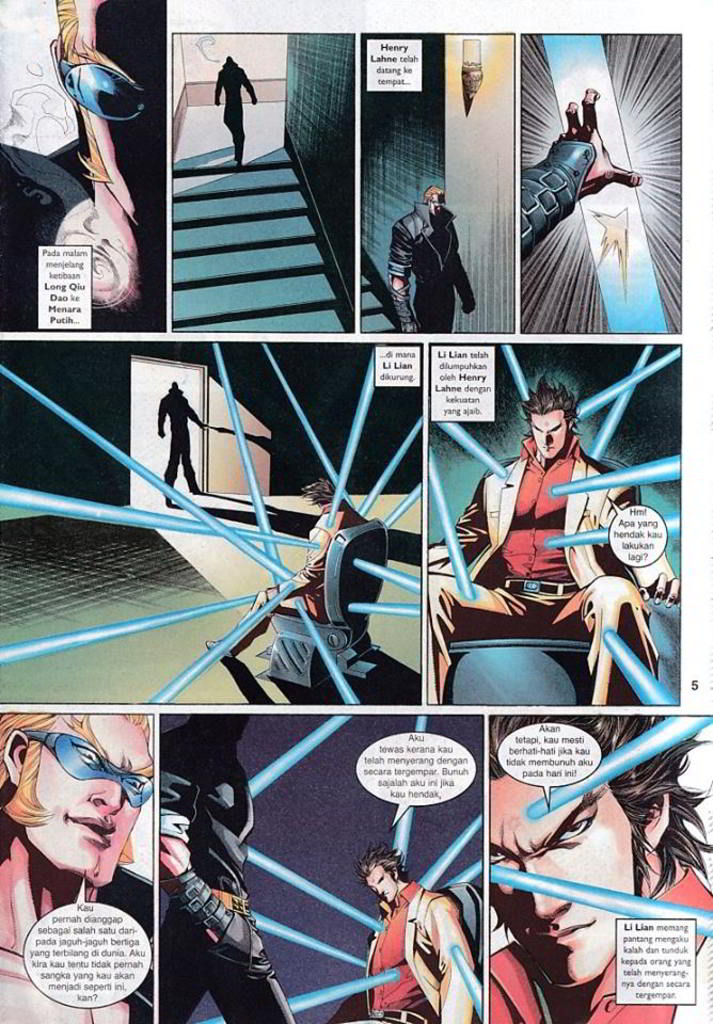 Pada malam
menjelang
ketibaan
Long Qiu
Dao ke
Menara
Putih...
Henry
Lahne telah
datang ke
tempat...
...di mana
Li Lian
dikurung.
Li Lian telah
dilumpuhkan
oleh Henry
Lahne dengan
kekuatan
yang ajaib.
Hm!
Apa yang
hendak kau
lakukan
lagi?
5
Kau
pernah dianggap
sebagai salah satu dari-
pada jaguh-jaguh bertiga
yang terbilang di dunia. Aku
kira kau tentu tidak pernah
sangka yang kau akan
menjadi seperti ini,
kan?
Aku
tewas kerana kau
telah menyerang dengan
secara tergempar. Bunuh
sajalah aku jika
kau hendak,
Akan
tetapi, kau mesti
berhati-hati jika kau
tidak membunuh aku
pada hari ini!
Li Lian memang
pantang mengaku
kalah dan tunduk
kepada orang yang
telah menyerang-
nya dengan secara
tergempar.